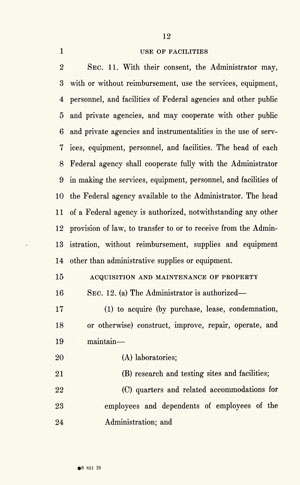 12
1 USE OF FACILITIES
2 SEC. 11. With their consent, the Administrator may,
3 with or without reimbursement, use the services, equipment,
4 personnel, and facilities of Federal agencies and other public
5 and private agencies, and may cooperate with other public
6 and private agencies and instrumentalities in the use of serv-
7 ices, equipment, personnel, and facilities. The head of each
8 Federal agency shall cooperate fully with the Administrator
9 in making the services, equipment, personnel, and facilities of
10 the Federal agency available to the Administrator. The head
11 of a Federal agency is authorized, notwithstanding any other
12 provision of law, to transfer to or to receive from the Admin-
13 istration, without reimbursement, supplies and equipment
14 other than administrative supplies or equipment.
15 ACQUISITION AND MAINTENANCE OF PROPERTY
16 SEC. 12. (a) The Administrator is authorized—
17 (1) to acquire (by purchase, lease, condemnation,
18 or otherwise) construct, improve, repair, operate, and
19 maintain—
20 (A) laboratories;
21 (B) research and testing sites and facilities;
22 (C) quarters and related accommodations for
23 employees and dependents of employees of the
24 Administration; and